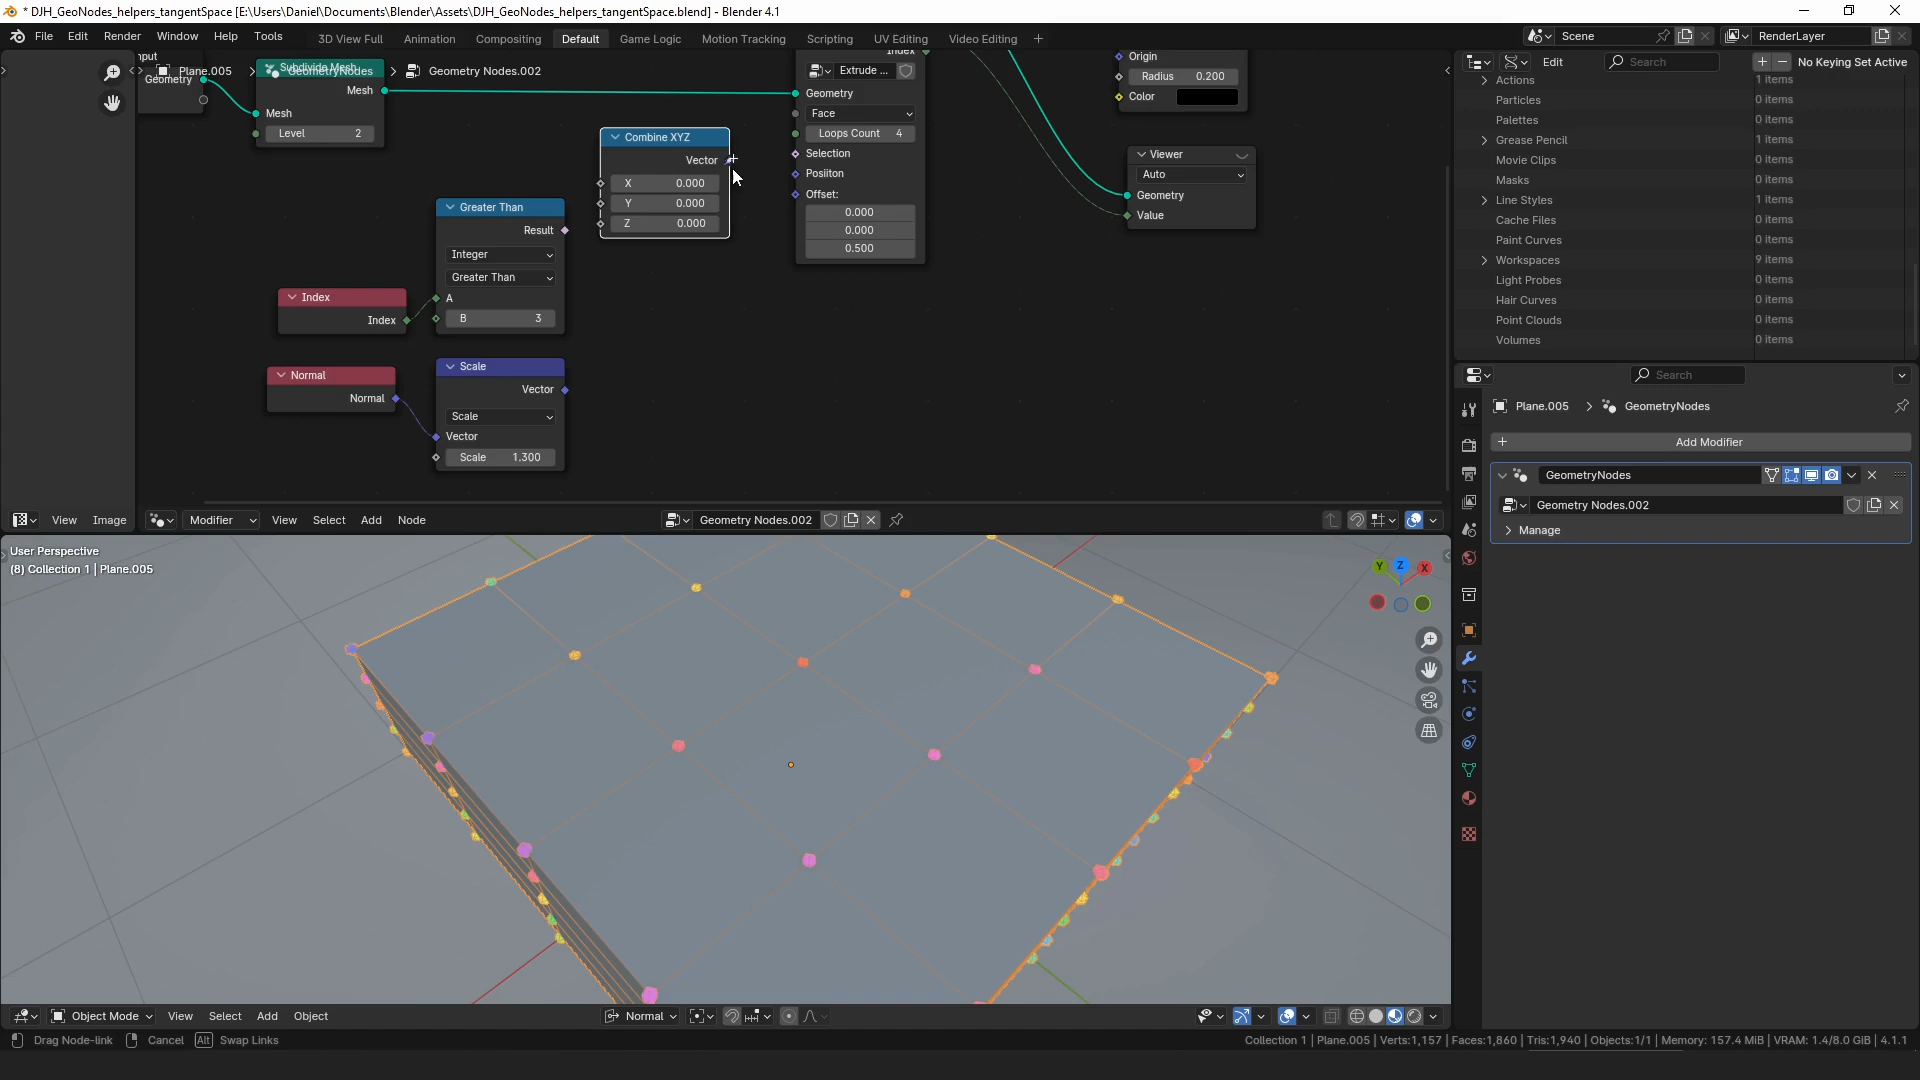 * DJH_GeoNodes_helpers_tangentSpace [E:\Users\Daniel\Documents\Blender\Assets\DJH_GeoNodes_helpers_tangentSpace.blend] - Blender 4.1
File Edit Render Window Help Tools
3D View Full Animation Compositing Default Game Logic Motion Tracking Scripting UV Editing Video Editing
Scene RenderLayer
Plane.005 GeometryNodes Geometry Nodes.002
nput
Geometry
Subdivide Mesh
Mesh
Mesh
Level 2
Combine XYZ
Vector
X 0.000
Y 0.000
Z 0.000
Greater Than
Result
Integer
Greater Than
A
B 3
Index
Index
Normal
Normal
Scale
Vector
Scale
Vector
Scale 1.300
Index
Extrude ...
Geometry
Face
Loops Count 4
Selection
Posiiton
Offset:
0.000
0.000
0.500
Origin
Radius 0.200
Color
Viewer
Auto
Geometry
Value
View Image
Modifier View Select Add Node
Geometry Nodes.002
Edit Search No Keying Set Active
Actions 1 items
Particles 0 items
Palettes 0 items
Grease Pencil 1 items
Movie Clips 0 items
Masks 0 items
Line Styles 1 items
Cache Files 0 items
Paint Curves 0 items
Workspaces 9 items
Light Probes 0 items
Hair Curves 0 items
Point Clouds 0 items
Volumes 0 items
Search
Plane.005 GeometryNodes
Add Modifier
GeometryNodes
Geometry Nodes.002
Manage
User Perspective
(8) Collection 1 | Plane.005
Y Z X
Object Mode View Select Add Object
Normal
Drag Node-link Cancel Alt Swap Links
Collection 1 | Plane.005 | Verts:1,157 | Faces:1,860 | Tris:1,940 | Objects:1/1 | Memory: 157.4 MiB | VRAM: 1.4/8.0 GiB | 4.1.1